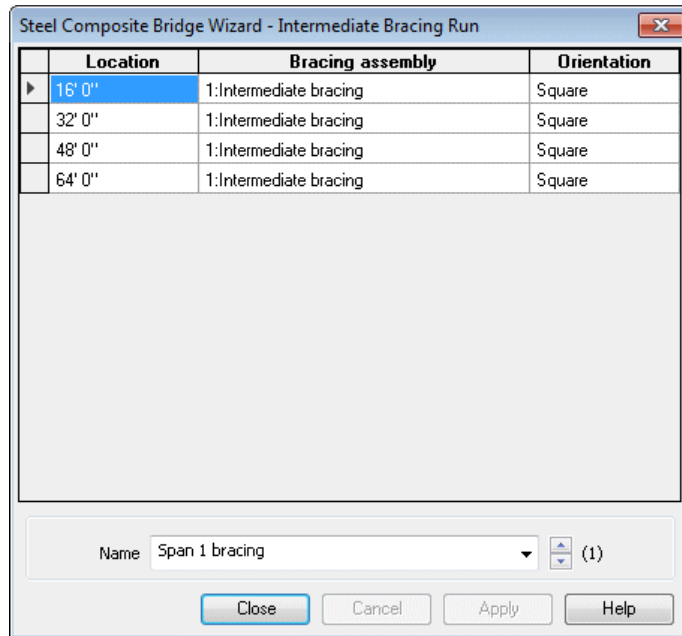 Steel Composite Bridge Wizard - Intermediate Bracing Run
Location Bracing assembly Orientation
16' 0" 1:Intermediate bracing Square
32' 0" 1:Intermediate bracing Square
48' 0" 1:Intermediate bracing Square
64' 0" 1:Intermediate bracing Square
Name Span 1 bracing (1)
Close Cancel Apply Help